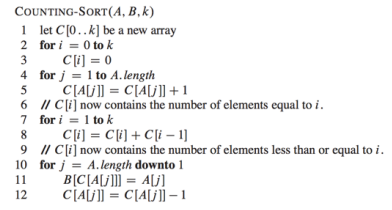 COUNTING-SORT(A, B, k)
1 let C[0..k] be a new array
2 for i = 0 to k
3 C[i] = 0
4 for j = 1 to A.length
5 C[A[j]] = C[A[j]] + 1
6 // C[i] now contains the number of elements equal to i.
7 for i = 1 to k
8 C[i] = C[i] + C[i − 1]
9 // C[i] now contains the number of elements less than or equal to i.
10 for j = A.length downto 1
11 B[C[A[j]]] = A[j]
12 C[A[j]] = C[A[j]] − 1